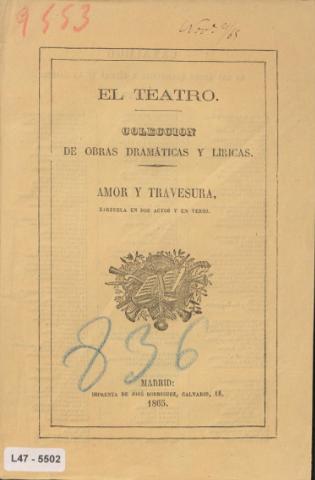 9553
Nov.e
EL TEATRO.
COLECCION
DE OBRAS DRAMÁTICAS Y LÍRICAS.
AMOR Y TRAVESURA,
ZARZUELA EN DOS ACTOS Y EN VERSO.
836
MADRID:
IMPRENTA DE JOSÉ RODRIGUEZ, CALVARIO, 18.
1865.
L47 - 5502